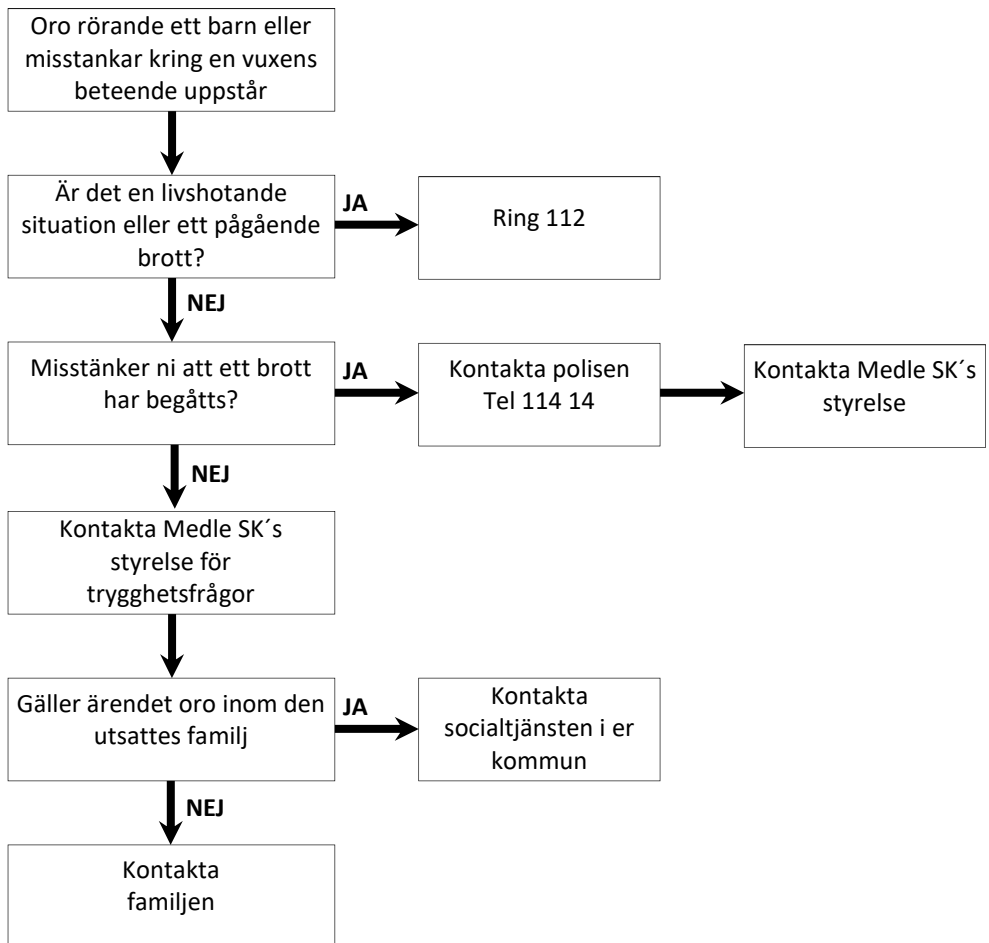 Oro rörande ett barn eller
misstankar kring en vuxens
beteende uppstår
Är det en livshotande
situation eller ett pågående
brott?
JA
Ring 112
NEJ
Misstänker ni att ett brott
har begåtts?
JA
Kontakta polisen
Tel 114 14
Kontakta Medle SK´s
styrelse
NEJ
Kontakta Medle SK´s
styrelse för
trygghetsfrågor
Gäller ärendet oro inom den
utsattes familj
JA
Kontakta
socialtjänsten i er
kommun
NEJ
Kontakta
familjen